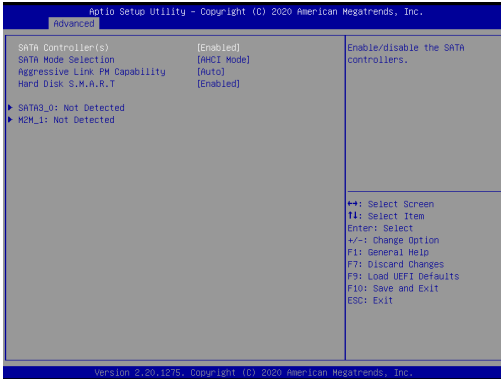 Aptio Setup Utility – Copyright (C) 2020 American Megatrends, Inc.
Advanced
SATA Controller(s) [Enabled]
SATA Mode Selection [AHCI Mode]
Aggressive Link PM Capability [Auto]
Hard Disk S.M.A.R.T [Enabled]
SATA3_0: Not Detected
M2M_1: Not Detected
Enable/disable the SATA
controllers.
↔: Select Screen
↑↓: Select Item
Enter: Select
+/-: Change Option
F1: General Help
F7: Discard Changes
F9: Load UEFI Defaults
F10: Save and Exit
ESC: Exit
Version 2.20.1275. Copyright (C) 2020 American Megatrends, Inc.